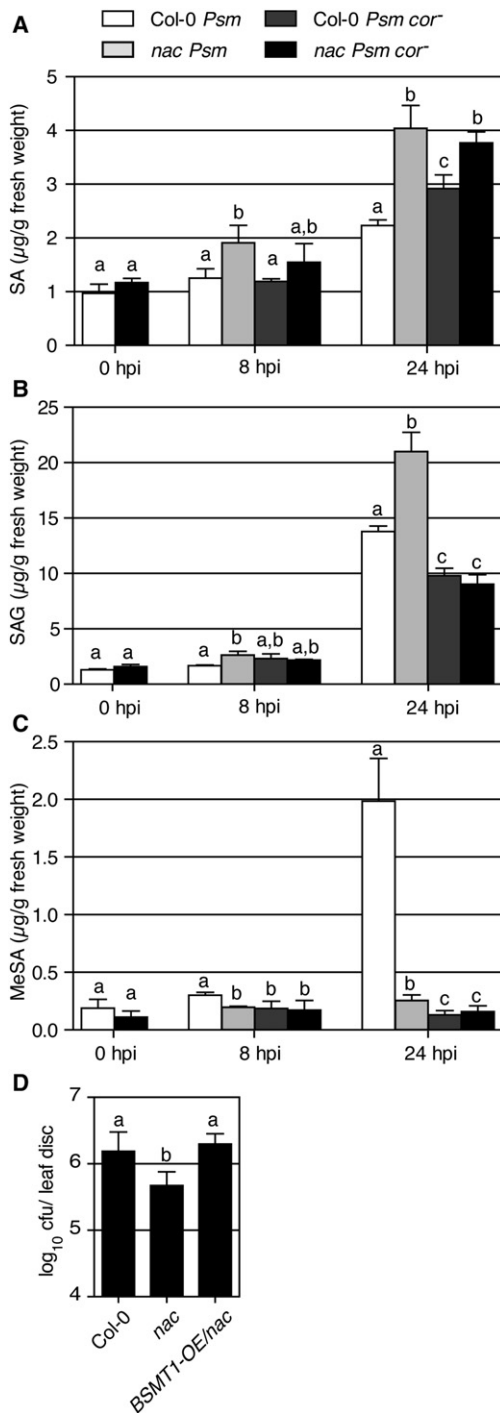 A
Col-0 Psm
Col-0 Psm cor-
nac Psm
nac Psm cor-
SA (µg/g fresh weight)
5
4
3
2
1
0
a a
a b a a,b
a b c b
0 hpi 8 hpi 24 hpi
B
SAG (µg/g fresh weight)
25
20
15
10
5
0
a a
a b a,b a,b
a b c c
0 hpi 8 hpi 24 hpi
C
MeSA (µg/g fresh weight)
2.5
2.0
1.5
1.0
0.5
0.0
a a
a b b b
a b c c
0 hpi 8 hpi 24 hpi
D
log10 cfu/ leaf disc
7
6
5
4
a b a
Col-0
nac
BSMT1-OE/nac